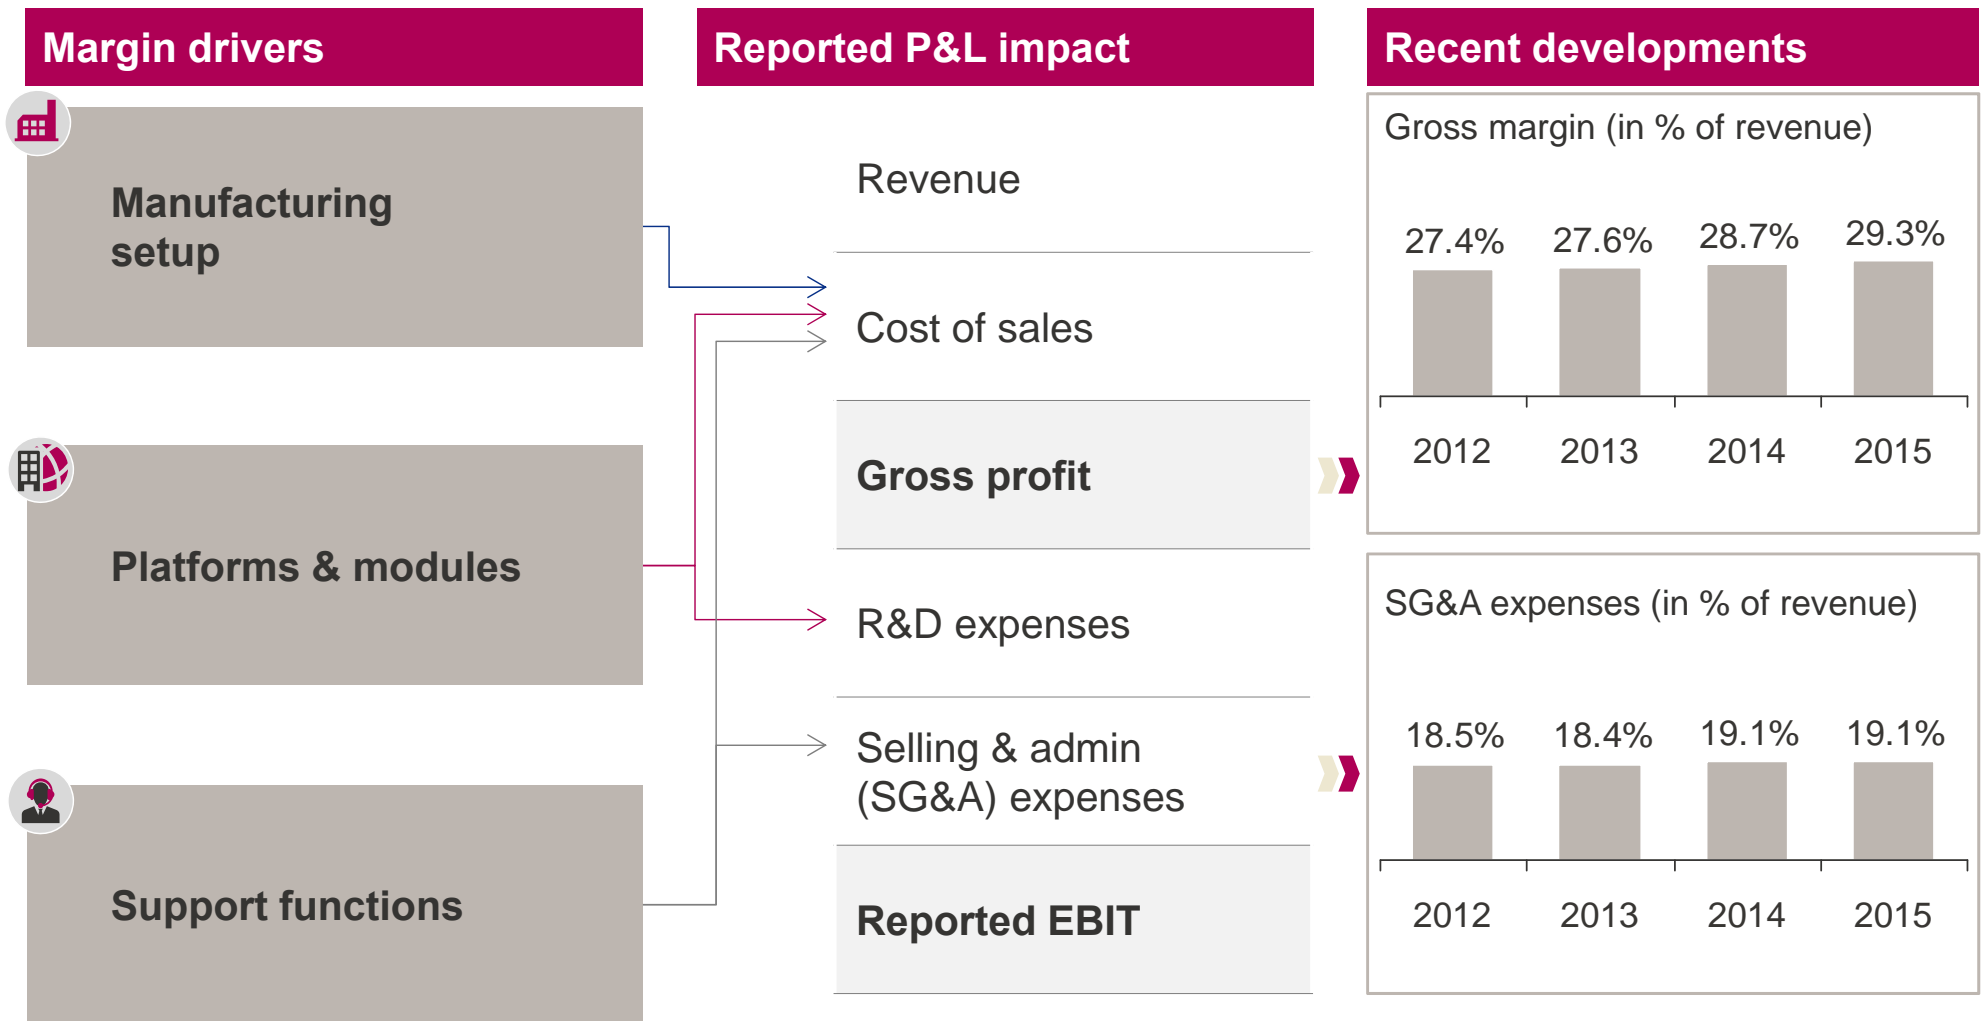 Margin drivers
Manufacturing
setup
Platforms & modules
Support functions
Reported P&L impact
Revenue
Cost of sales
Gross profit
R&D expenses
Selling & admin
(SG&A) expenses
Reported EBIT
Recent developments
Gross margin (in % of revenue)
27.4% 27.6% 28.7% 29.3%
2012 2013 2014 2015
SG&A expenses (in % of revenue)
18.5% 18.4% 19.1% 19.1%
2012 2013 2014 2015